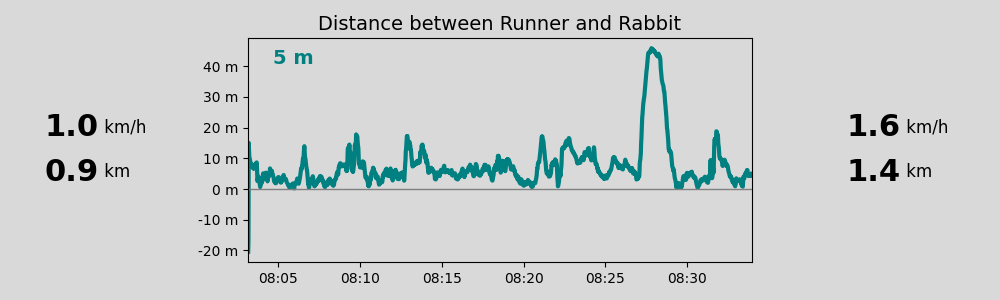 Distance between Runner and Rabbit
5 m
40 m
30 m
20 m
10 m
0 m
-10 m
-20 m
08:05 08:10 08:15 08:20 08:25 08:30
1.0 km/h
0.9 km
1.6 km/h
1.4 km